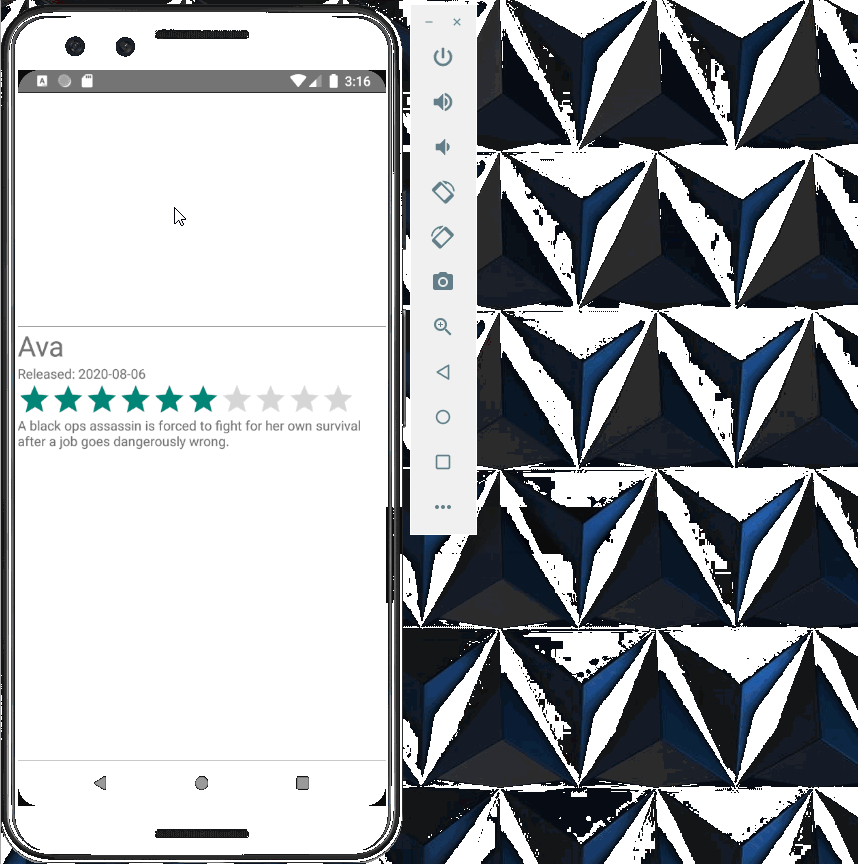 A
3:16
Ava
Released: 2020-08-06
A black ops assassin is forced to fight for her own survival
after a job goes dangerously wrong.